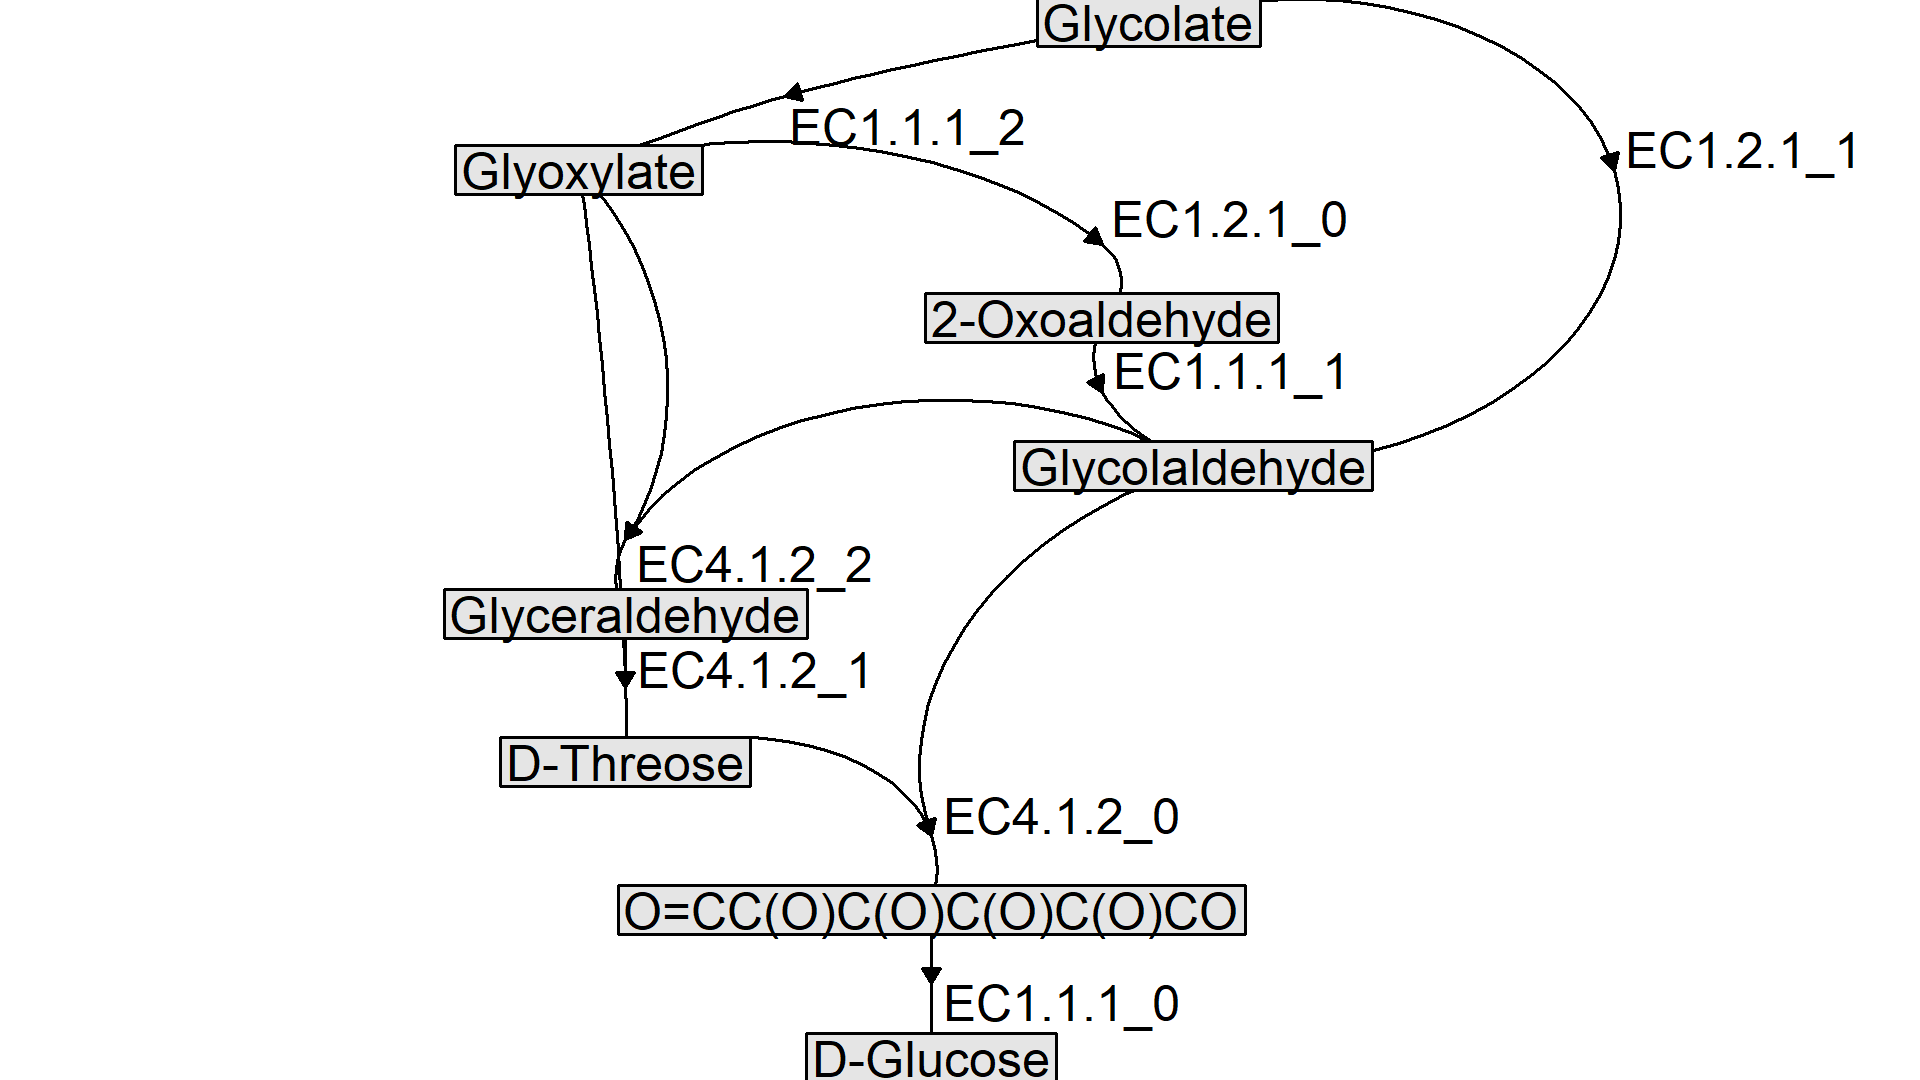 Glycolate
EC1.1.1_2
EC1.2.1_1
Glyoxylate
EC1.2.1_0
2-Oxoaldehyde
EC1.1.1_1
Glycolaldehyde
EC4.1.2_2
Glyceraldehyde
EC4.1.2_1
D-Threose
EC4.1.2_0
O=CC(O)C(O)C(O)C(O)CO
EC1.1.1_0
D-Glucose